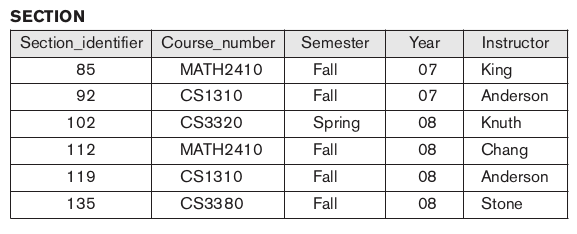 SECTION
Section_identifier Course_number Semester Year Instructor
85 MATH2410 Fall 07 King
92 CS1310 Fall 07 Anderson
102 CS3320 Spring 08 Knuth
112 MATH2410 Fall 08 Chang
119 CS1310 Fall 08 Anderson
135 CS3380 Fall 08 Stone